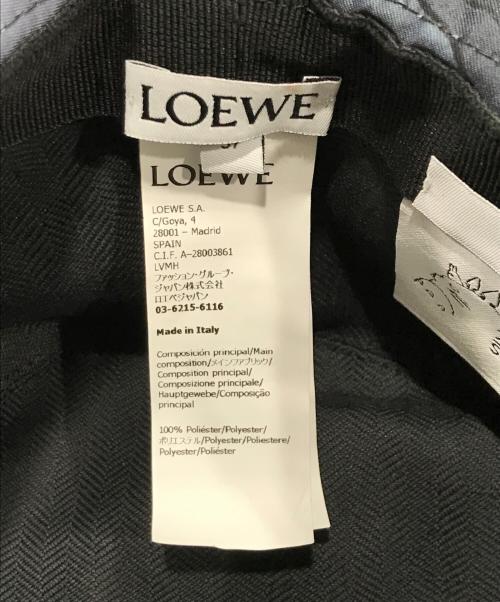 LOEWE
57
LOEWE
LOEWE S.A.
C/Goya, 4
28001 – Madrid
SPAIN
C.I.F. A–28003861
LVMH
ファッション・グループ・
ジャパン株式会社
ロエベジャパン
03-6215-6116
Made in Italy
Composición principal/Main
composition/メインファブリック/
Composition principal/
Composizione principale/
Hauptgewebe/Composição
principal
100% Poliéster/Polyester/
ポリエステル/Polyester/Poliestere/
Polyester/Poliéster